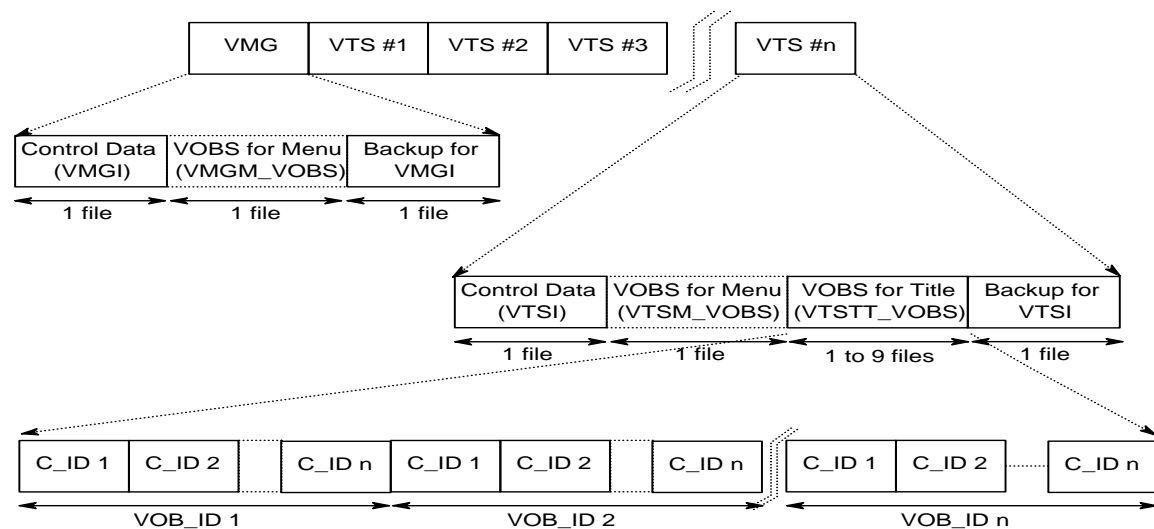 VMG VTS #1 VTS #2 VTS #3 VTS #n
Control Data VOBS for Menu Backup for
(VMGI) (VMGM_VOBS) VMGI
1 file 1 file 1 file
Control Data VOBS for Menu VOBS for Title Backup for
(VTSI) (VTSM_VOBS) (VTSTT_VOBS) VTSI
1 file 1 file 1 to 9 files 1 file
C_ID 1 C_ID 2 C_ID n C_ID 1 C_ID 2 C_ID n C_ID 1 C_ID 2 C_ID n
VOB_ID 1 VOB_ID 2 VOB_ID n